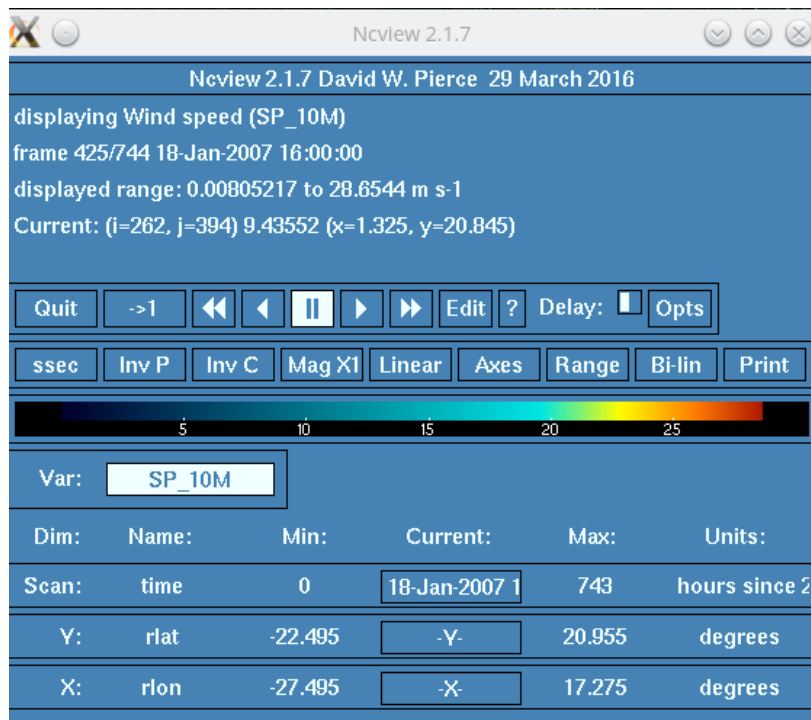 Ncview 2.1.7
Ncview 2.1.7 David W. Pierce  29 March 2016
displaying Wind speed (SP_10M)
frame 425/744 18-Jan-2007 16:00:00
displayed range: 0.00805217 to 28.6544 m s-1
Current: (i=262, j=394) 9.43552 (x=1.325, y=20.845)
Quit ->1 Edit ? Delay: Opts
ssec Inv P Inv C Mag X1 Linear Axes Range Bi-lin Print
5 10 15 20 25
Var: SP_10M
Dim: Name: Min: Current: Max: Units:
Scan: time 0 18-Jan-2007 1 743 hours since 2
Y: rlat -22.495 -Y- 20.955 degrees
X: rlon -27.495 -X- 17.275 degrees